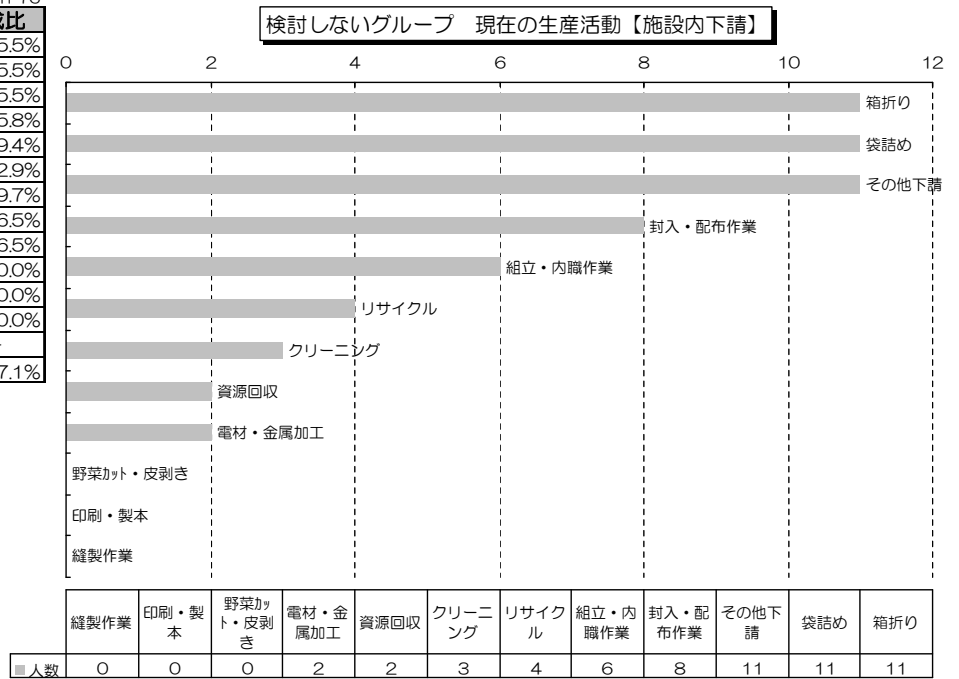 成比
5.5%
5.5%
5.5%
5.8%
9.4%
2.9%
9.7%
6.5%
6.5%
0.0%
0.0%
0.0%
7.1%
検討しないグループ　現在の生産活動【施設内下請】
0 2 4 6 8 10 12
箱折り
袋詰め
その他下請
封入・配布作業
組立・内職作業
リサイクル
クリーニング
資源回収
電材・金属加工
野菜ｶｯﾄ・皮剥き
印刷・製本
縫製作業
縫製作業 印刷・製本 野菜ｶｯﾄ・皮剥き 電材・金属加工 資源回収 クリーニング リサイクル 組立・内職作業 封入・配布作業 その他下請 袋詰め 箱折り
人数 0 0 0 2 2 3 4 6 8 11 11 11